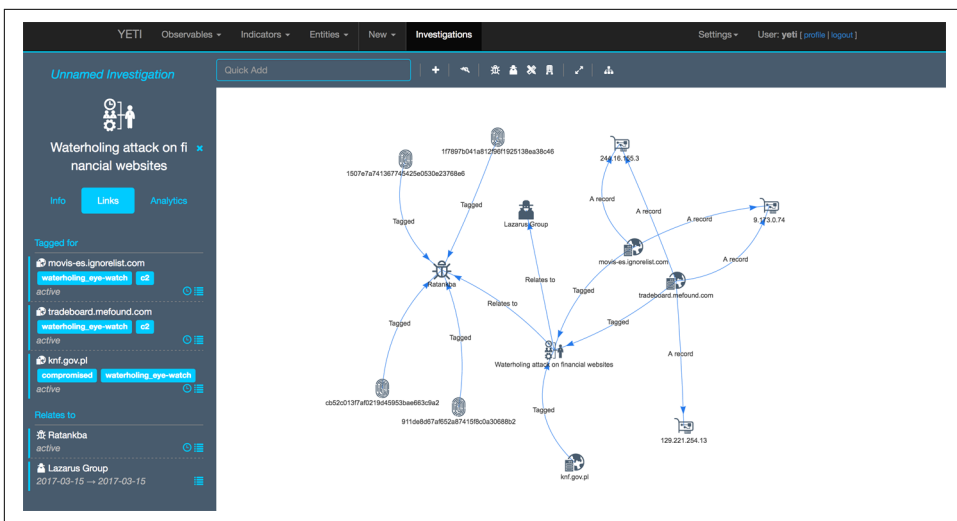 YETI Observables Indicators Entities New Investigations Settings User: yeti [ profile | logout ]
Unnamed Investigation
Quick Add
Waterholing attack on fi
nancial websites
Info Links Analytics
Tagged for
movis-es.ignorelist.com
waterholing_eye-watch c2
active
tradeboard.mefound.com
waterholing_eye-watch c2
active
knf.gov.pl
compromised waterholing_eye-watch
active
Relates to
Ratankba
active
Lazarus Group
2017-03-15 → 2017-03-15
1f7897b041a812f96f1925138ea38c46
1507e7a741367745425e0530e23768e6
Lazarus Group
9.173.0.74
A record
A record
A record
Tagged
Tagged
movis-es.ignorelist.com
Ratankba
tradeboard.mefound.com
Relates to
Relates to
Tagged
Tagged
Tagged
Tagged
A record
Waterholing attack on financial websites
cb52c013f7af0219d45953bae663c9a2
911de8d67af652a87415f8c0a30688b2
Tagged
129.221.254.13
knf.gov.pl